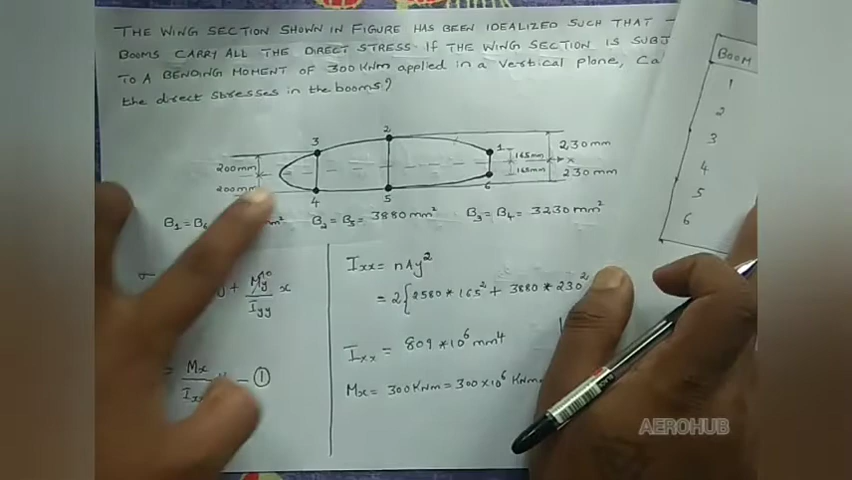 THE WING SECTION SHOWN IN FIGURE HAS BEEN IDEALIZED SUCH THAT
BOOMS CARRY ALL THE DIRECT STRESS. IF THE WING SECTION IS
TO A BENDING MOMENT OF 300 KNm applied in a vertical plane,
the direct stresses in the booms?
BOOM
1
2
3
4
5
6
3 2 1
200mm
200mm
4 5 6
165mm
165mm
x
230mm
230mm
B2 = B5 = 3880 mm² B3 = B4 = 3230 mm²
Ixx = nAy²
= 2{2580 * 165² + 3880 * 230²
Ixx = 809 * 10⁶ mm⁴
Mx = 300 KNm = 300 × 10⁶ KNm
Iyy x
= Mx - ①
AEROHUB